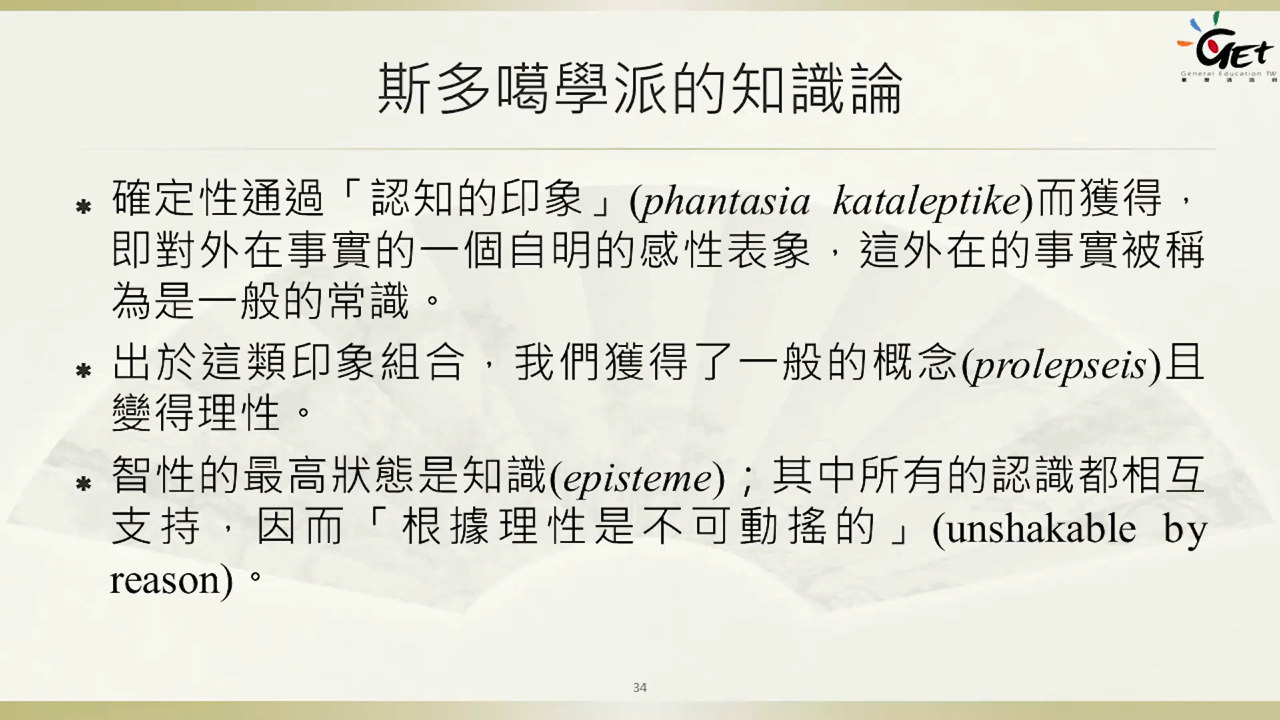 GET
General Education TW
斯多噶學派的知識論
確定性通過「認知的印象」(phantasia kataleptike)而獲得，
即對外在事實的一個自明的感性表象，這外在的事實被稱
為是一般的常識。
出於這類印象組合，我們獲得了一般的概念(prolepseis)且
變得理性。
智性的最高狀態是知識(episteme)；其中所有的認識都相互
支持，因而「根據理性是不可動搖的」(unshakable by
reason)。
34